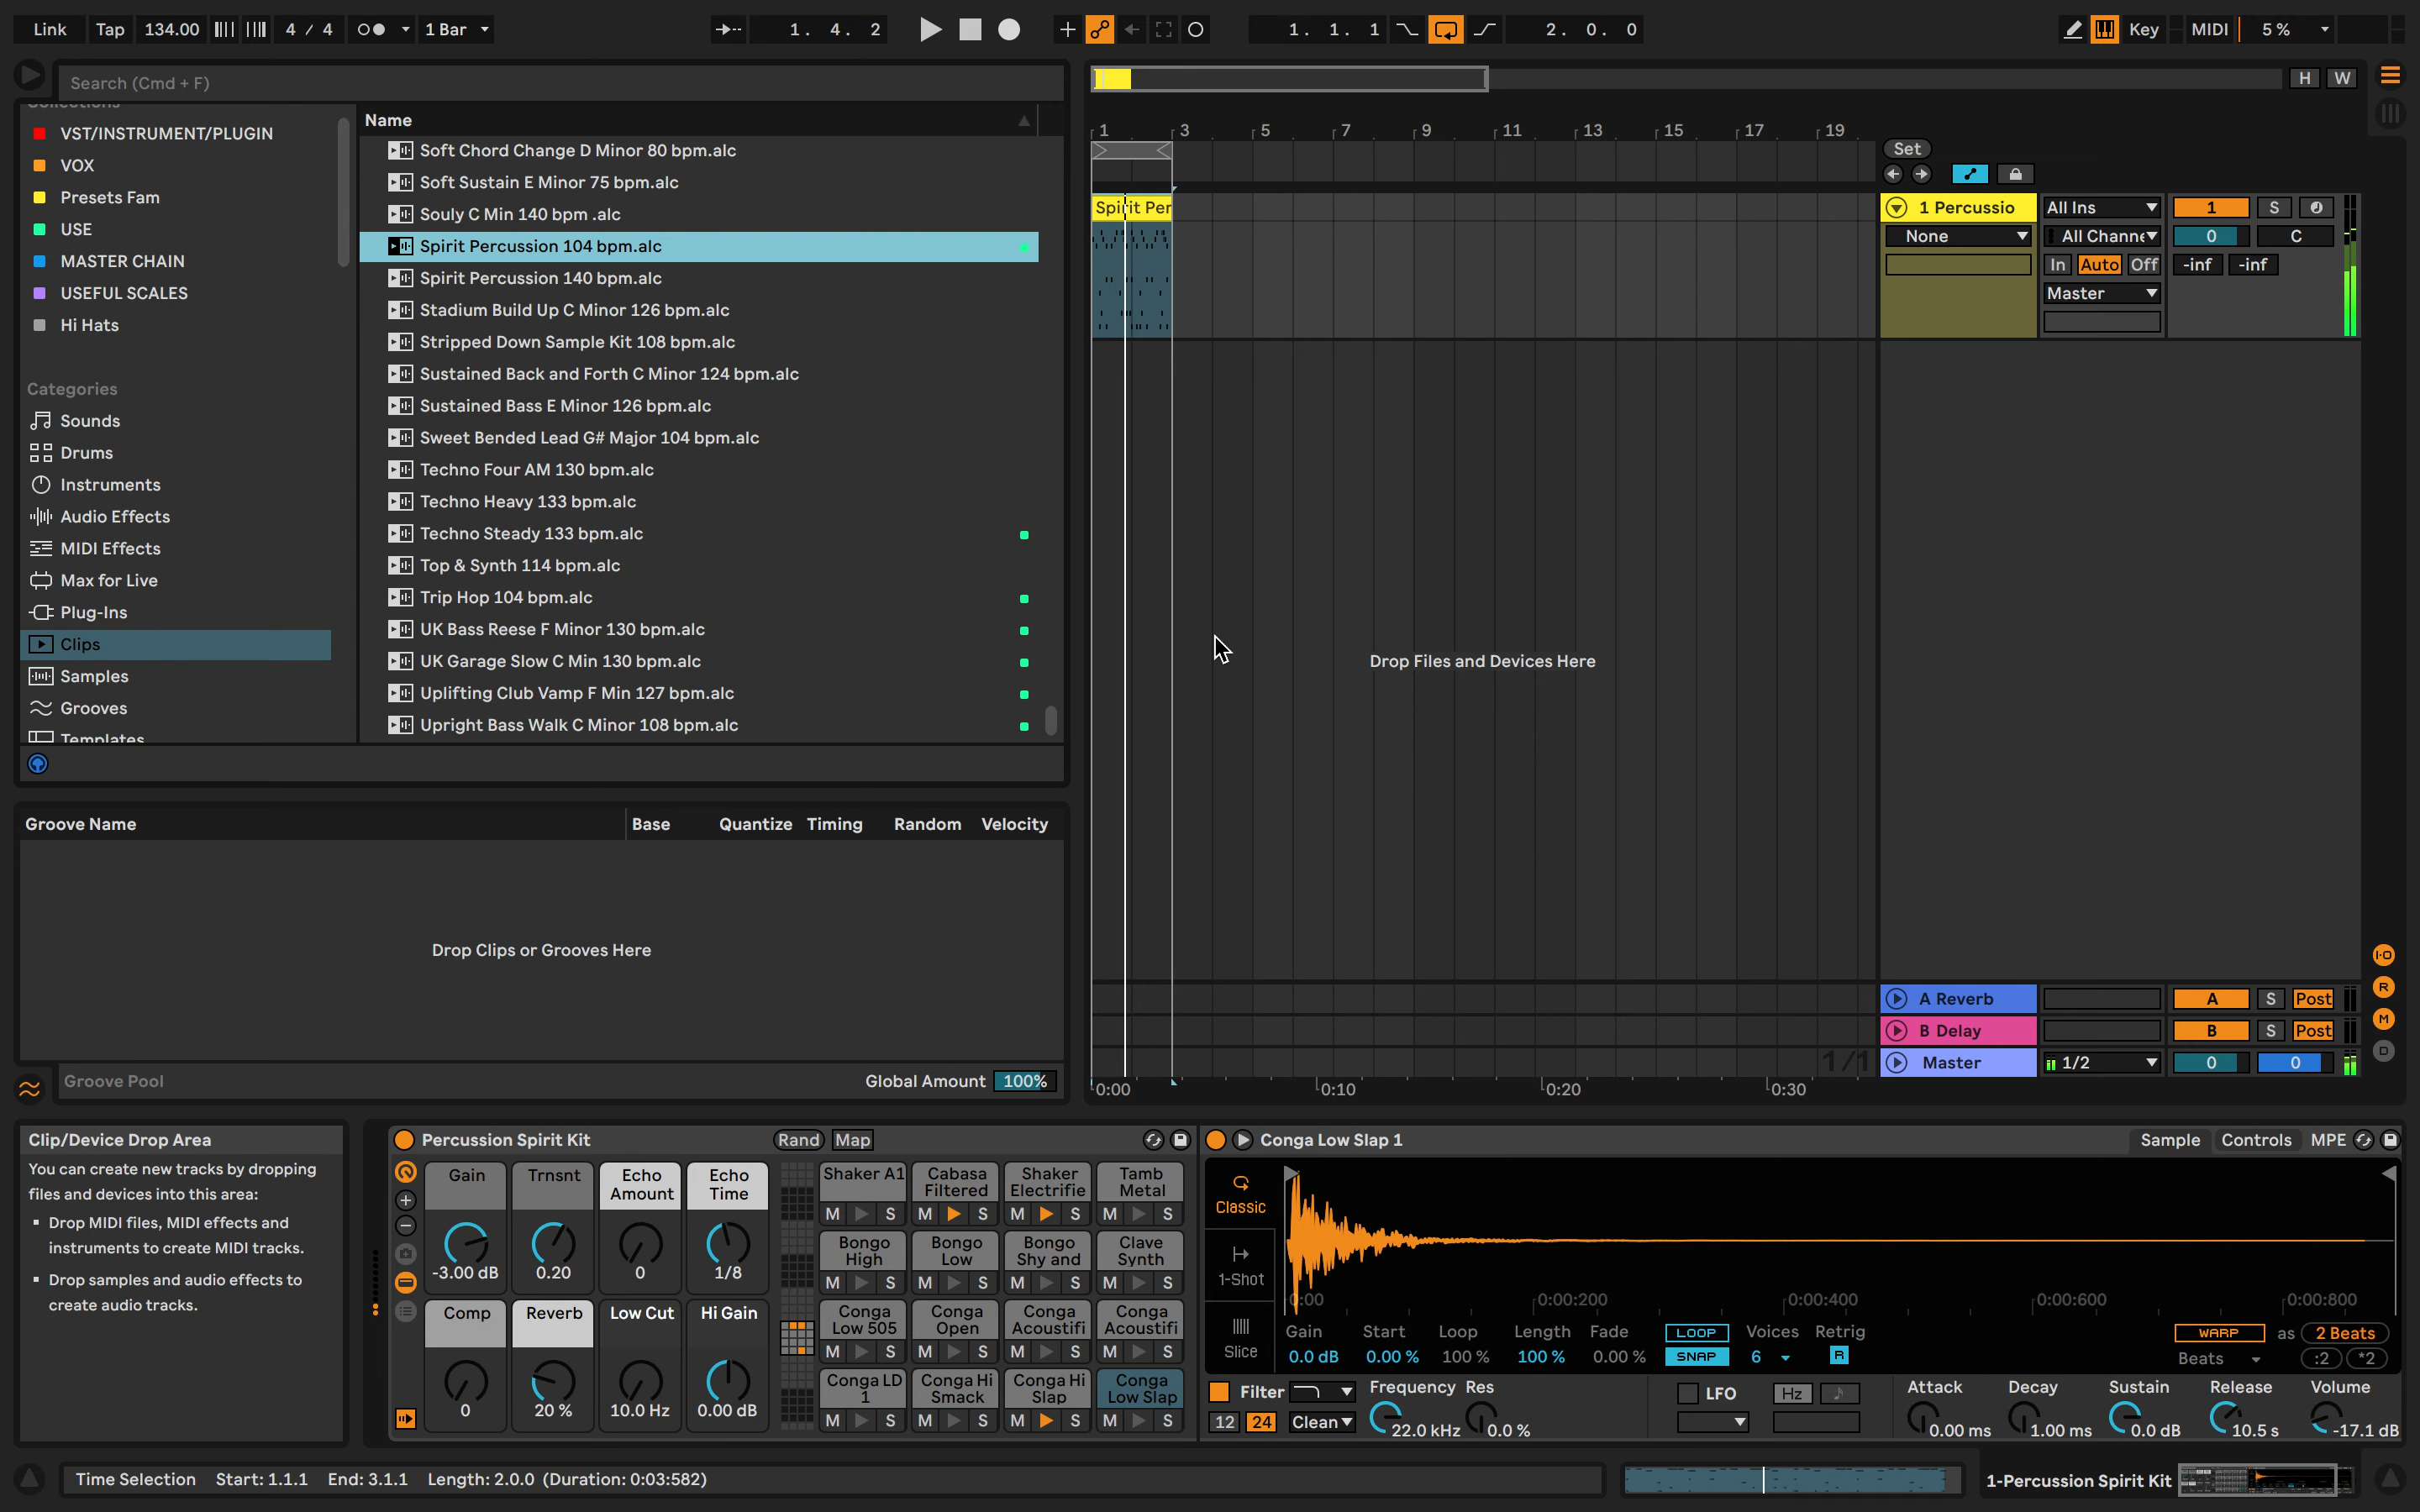 Link Tap 134.00 4 / 4 1 Bar 1. 4. 2 1. 1. 1 2. 0. 0 Key MIDI 5 %
Search (Cmd + F)
H W
Collections
VST/INSTRUMENT/PLUGIN
VOX
Presets Fam
USE
MASTER CHAIN
USEFUL SCALES
Hi Hats
Categories
Sounds
Drums
Instruments
Audio Effects
MIDI Effects
Max for Live
Plug-Ins
Clips
Samples
Grooves
Templates
Name
Soft Chord Change D Minor 80 bpm.alc
Soft Sustain E Minor 75 bpm.alc
Souly C Min 140 bpm .alc
Spirit Percussion 104 bpm.alc
Spirit Percussion 140 bpm.alc
Stadium Build Up C Minor 126 bpm.alc
Stripped Down Sample Kit 108 bpm.alc
Sustained Back and Forth C Minor 124 bpm.alc
Sustained Bass E Minor 126 bpm.alc
Sweet Bended Lead G# Major 104 bpm.alc
Techno Four AM 130 bpm.alc
Techno Heavy 133 bpm.alc
Techno Steady 133 bpm.alc
Top & Synth 114 bpm.alc
Trip Hop 104 bpm.alc
UK Bass Reese F Minor 130 bpm.alc
UK Garage Slow C Min 130 bpm.alc
Uplifting Club Vamp F Min 127 bpm.alc
Upright Bass Walk C Minor 108 bpm.alc
1 3 5 7 9 11 13 15 17 19
Set
Spirit Per
1 Percussio All Ins 1 S
None All Channe 0 C
In Auto Off -inf -inf
Master
Drop Files and Devices Here
A Reverb A S Post
B Delay B S Post
1/1 Master 1/2 0 0
0:00 0:10 0:20 0:30
I·O
R
M
D
Groove Name Base Quantize Timing Random Velocity
Drop Clips or Grooves Here
Groove Pool Global Amount 100%
Clip/Device Drop Area
You can create new tracks by dropping
files and devices into this area:
Drop MIDI files, MIDI effects and
instruments to create MIDI tracks.
Drop samples and audio effects to
create audio tracks.
Percussion Spirit Kit Rand Map
Gain Trnsnt Echo Amount Echo Time
-3.00 dB 0.20 0 1/8
Comp Reverb Low Cut Hi Gain
0 20 % 10.0 Hz 0.00 dB
Shaker A1 Cabasa Filtered Shaker Electrifie Tamb Metal
M S M S M S M S
Bongo High Bongo Low Bongo Shy and Clave Synth
M S M S M S M S
Conga Low 505 Conga Open Conga Acoustifi Conga Acoustifi
M S M S M S M S
Conga LD 1 Conga Hi Smack Conga Hi Slap Conga Low Slap
M S M S M S M S
Conga Low Slap 1 Sample Controls MPE
Classic
1-Shot
Slice
0:00 0:00:200 0:00:400 0:00:600 0:00:800
Gain Start Loop Length Fade LOOP Voices Retrig WARP as 2 Beats
0.0 dB 0.00 % 100 % 100 % 0.00 % SNAP 6 R Beats :2 *2
Filter Frequency Res LFO Hz Attack Decay Sustain Release Volume
12 24 Clean 22.0 kHz 0.0 % 0.00 ms 1.00 ms 0.0 dB 10.5 s -17.1 dB
Time Selection Start: 1.1.1 End: 3.1.1 Length: 2.0.0 (Duration: 0:03:582)
1-Percussion Spirit Kit